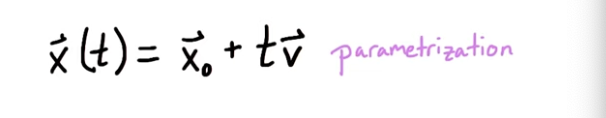 x⃗(t) = x⃗₀ + tv⃗ parametrization